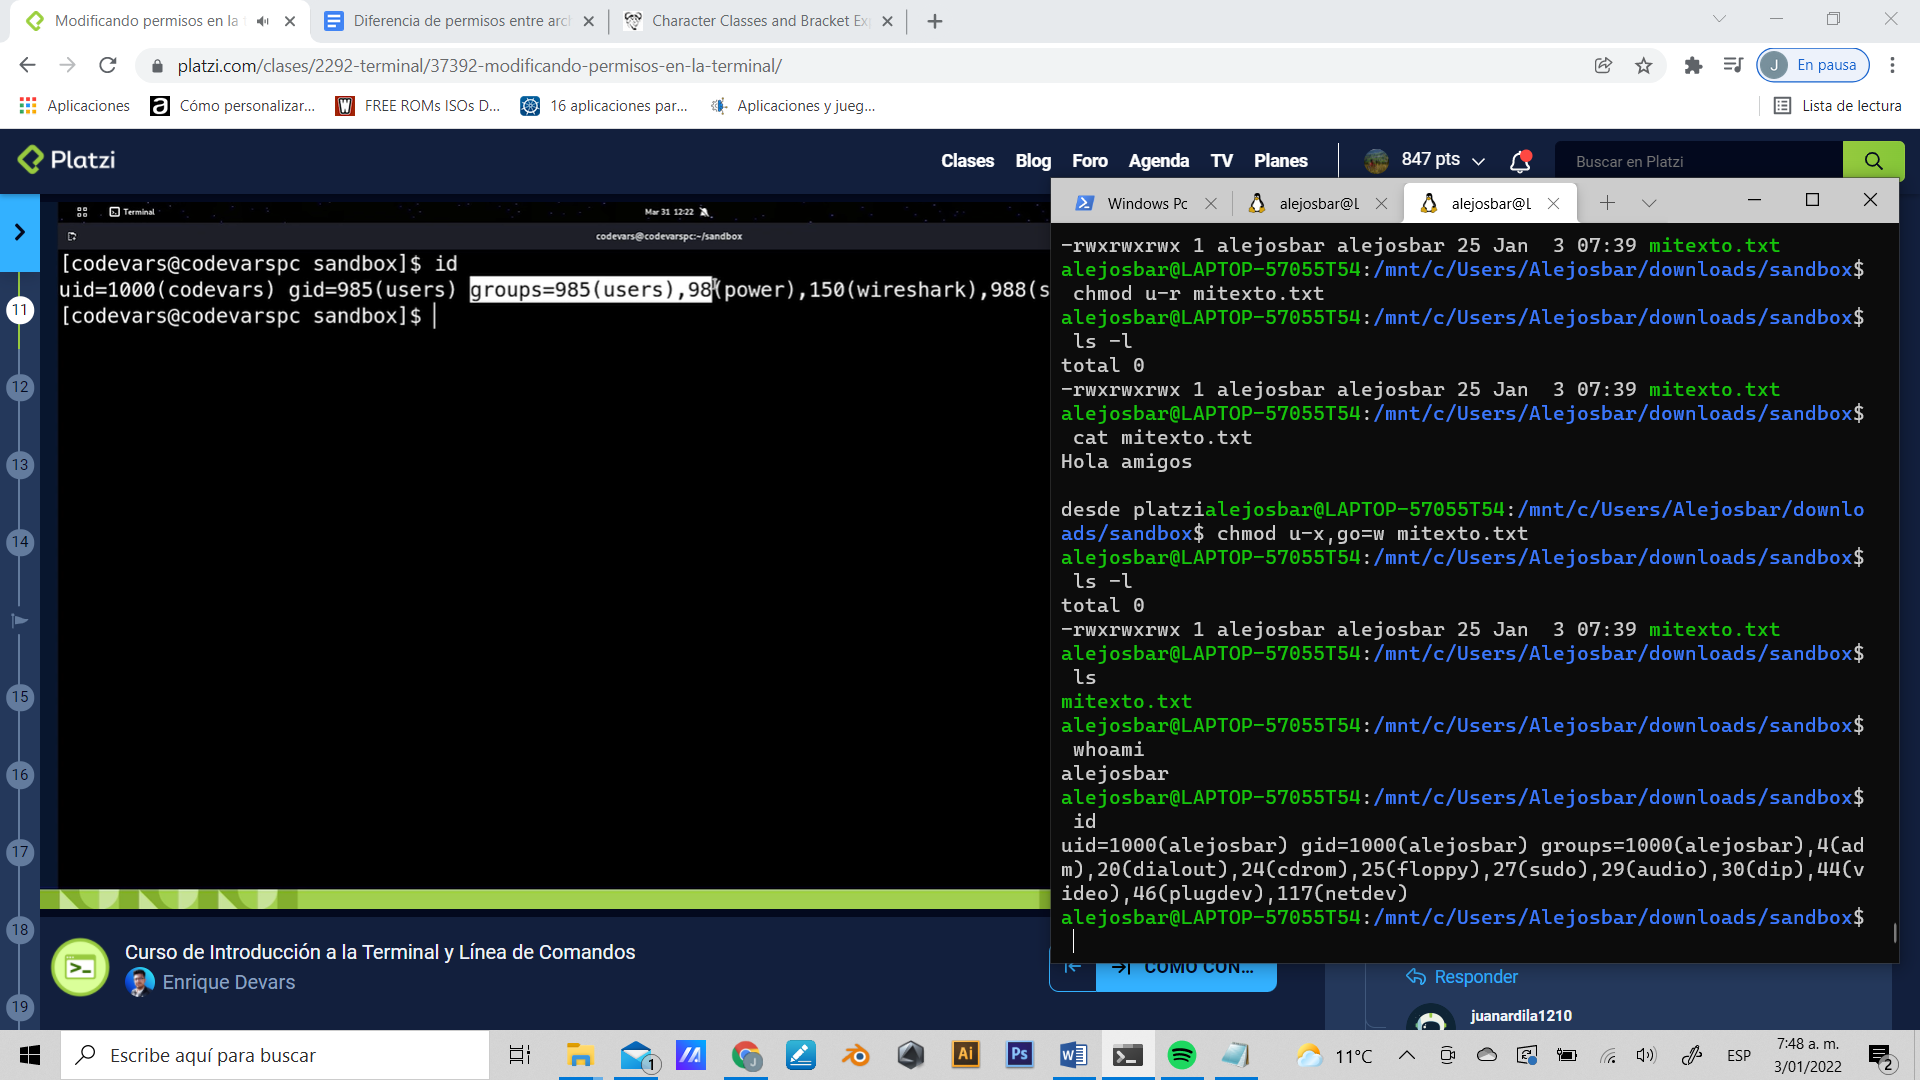 Modificando permisos en la
Diferencia de permisos entre arc
Character Classes and Bracket Ex
platzi.com/clases/2292-terminal/37392-modificando-permisos-en-la-terminal/
J En pausa
Aplicaciones
Cómo personalizar...
FREE ROMs ISOs D...
16 aplicaciones par...
Aplicaciones y jueg...
Lista de lectura
Platzi
Clases Blog Foro Agenda TV Planes
847 pts
Buscar en Platzi
Terminal
Mar 31 12:22
codevars@codevarspc:~/sandbox
[codevars@codevarspc sandbox]$ id
uid=1000(codevars) gid=985(users) groups=985(users),98(power),150(wireshark),988(s
[codevars@codevarspc sandbox]$
11
12
13
14
15
16
17
18
19
Windows Pc
alejosbar@L
alejosbar@L
-rwxrwxrwx 1 alejosbar alejosbar 25 Jan  3 07:39 mitexto.txt
alejosbar@LAPTOP-57055T54:/mnt/c/Users/Alejosbar/downloads/sandbox$
chmod u-r mitexto.txt
alejosbar@LAPTOP-57055T54:/mnt/c/Users/Alejosbar/downloads/sandbox$
ls -l
total 0
-rwxrwxrwx 1 alejosbar alejosbar 25 Jan  3 07:39 mitexto.txt
alejosbar@LAPTOP-57055T54:/mnt/c/Users/Alejosbar/downloads/sandbox$
cat mitexto.txt
Hola amigos
desde platzialejosbar@LAPTOP-57055T54:/mnt/c/Users/Alejosbar/downlo
ads/sandbox$ chmod u-x,go=w mitexto.txt
alejosbar@LAPTOP-57055T54:/mnt/c/Users/Alejosbar/downloads/sandbox$
ls -l
total 0
-rwxrwxrwx 1 alejosbar alejosbar 25 Jan  3 07:39 mitexto.txt
alejosbar@LAPTOP-57055T54:/mnt/c/Users/Alejosbar/downloads/sandbox$
ls
mitexto.txt
alejosbar@LAPTOP-57055T54:/mnt/c/Users/Alejosbar/downloads/sandbox$
whoami
alejosbar
alejosbar@LAPTOP-57055T54:/mnt/c/Users/Alejosbar/downloads/sandbox$
id
uid=1000(alejosbar) gid=1000(alejosbar) groups=1000(alejosbar),4(ad
m),20(dialout),24(cdrom),25(floppy),27(sudo),29(audio),30(dip),44(v
ideo),46(plugdev),117(netdev)
alejosbar@LAPTOP-57055T54:/mnt/c/Users/Alejosbar/downloads/sandbox$
Curso de Introducción a la Terminal y Línea de Comandos
Enrique Devars
CÓMO CON...
Responder
juanardila1210
Escribe aquí para buscar
1
J
Ai
Ps
11°C
ESP
7:48 a. m.
3/01/2022
2